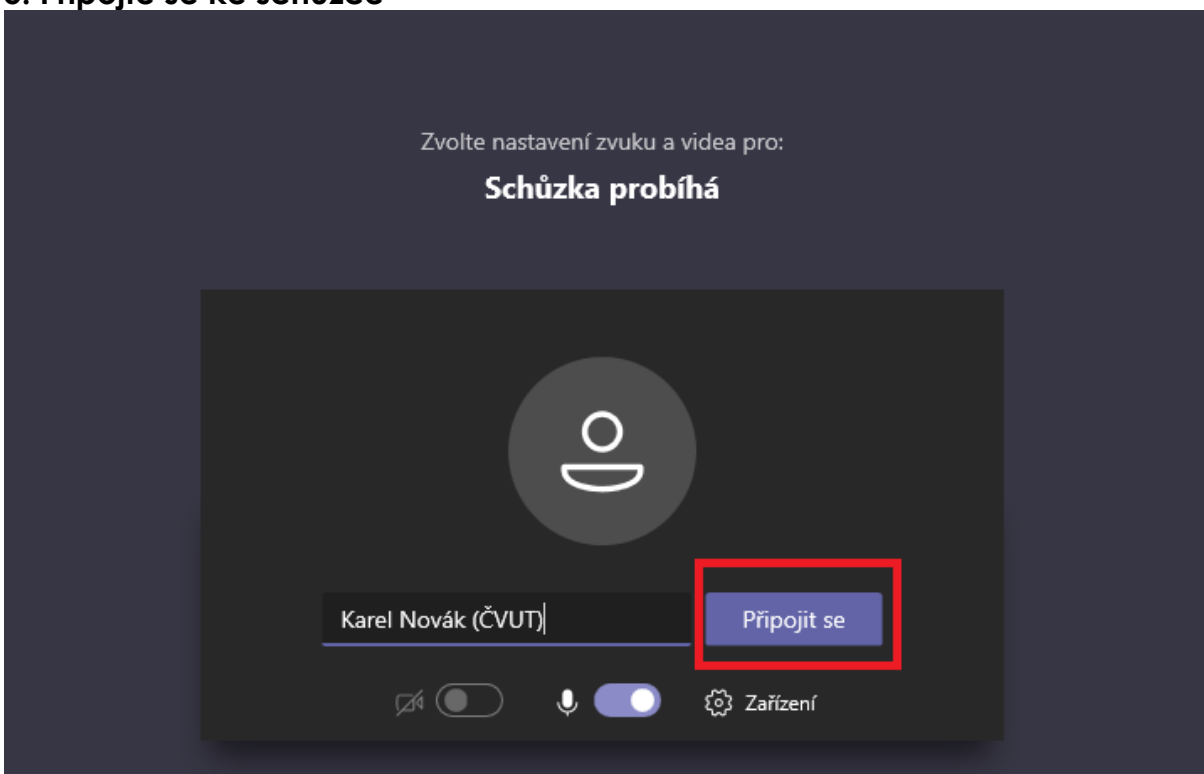 Zvolte nastavení zvuku a videa pro:
Schůzka probíhá
Karel Novák (ČVUT)
Připojit se
Zařízení